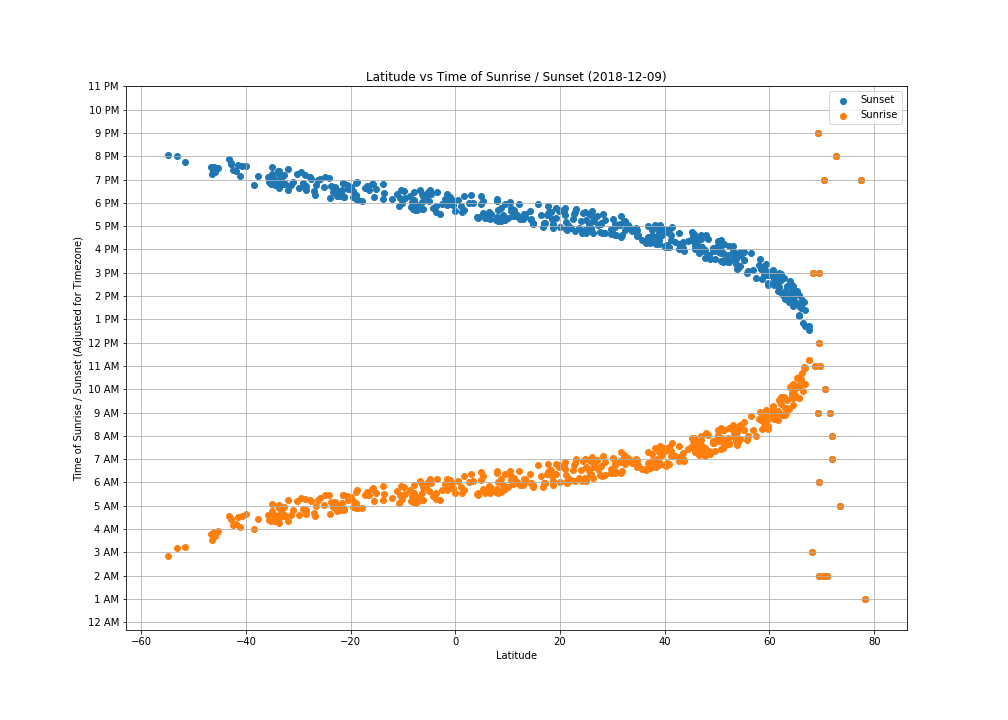 Latitude vs Time of Sunrise / Sunset (2018-12-09)
Sunset
Sunrise
Time of Sunrise / Sunset (Adjusted for Timezone)
11 PM
10 PM
9 PM
8 PM
7 PM
6 PM
5 PM
4 PM
3 PM
2 PM
1 PM
12 PM
11 AM
10 AM
9 AM
8 AM
7 AM
6 AM
5 AM
4 AM
3 AM
2 AM
1 AM
12 AM
−60 −40 −20 0 20 40 60 80
Latitude